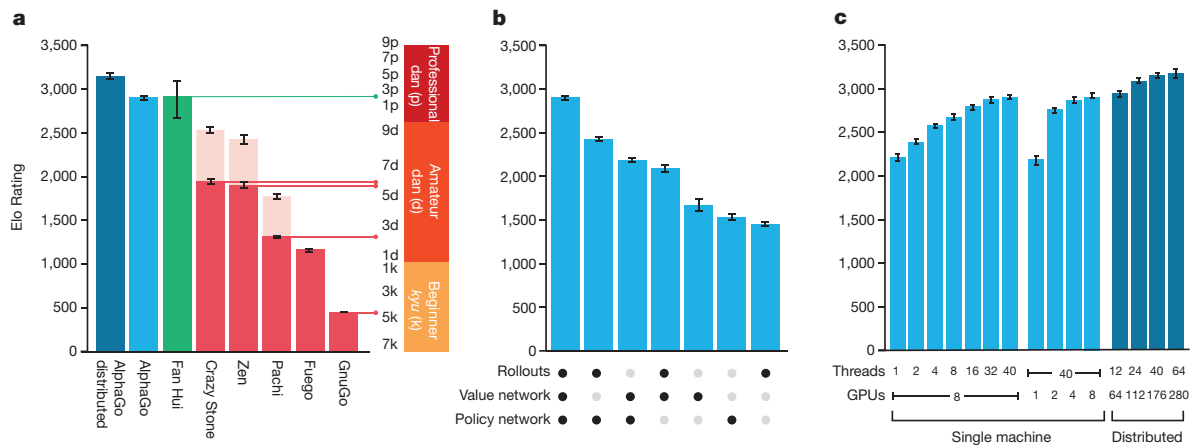 a
3,500
3,000
2,500
2,000
1,500
1,000
500
0
Elo Rating
AlphaGo
distributed
AlphaGo
Fan Hui
Crazy Stone
Zen
Pachi
Fuego
GnuGo
9p
7p
5p
3p
1p
9d
7d
5d
3d
1d
1k
3k
5k
7k
Professional
dan (p)
Amateur
dan (d)
Beginner
kyu (k)
b
3,500
3,000
2,500
2,000
1,500
1,000
500
0
Rollouts
Value network
Policy network
c
3,500
3,000
2,500
2,000
1,500
1,000
500
0
Threads 1 2 4 8 16 32 40 40 12 24 40 64
GPUs 8 1 2 4 8 64 112 176 280
Single machine Distributed